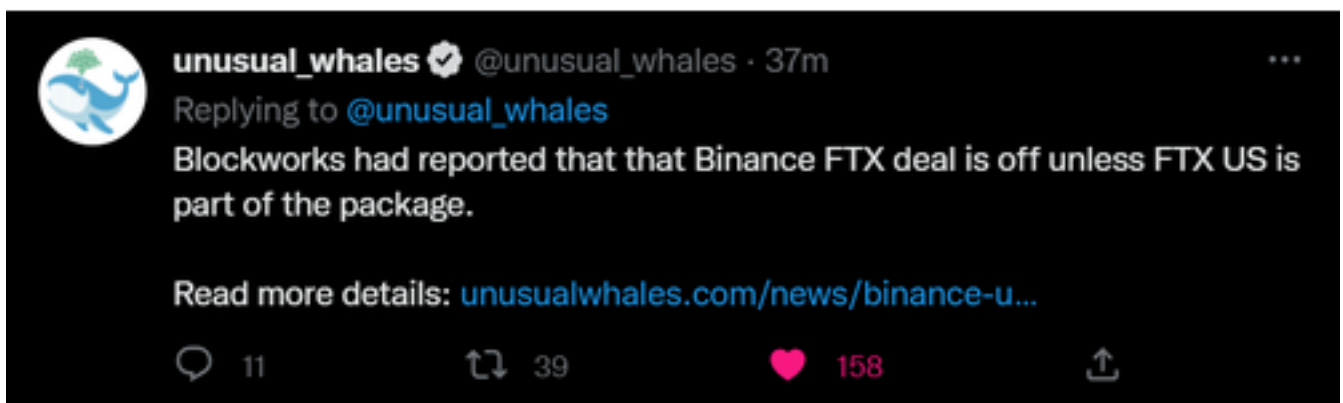 unusual_whales @unusual_whales · 37m
Replying to @unusual_whales
Blockworks had reported that that Binance FTX deal is off unless FTX US is
part of the package.
Read more details: unusualwhales.com/news/binance-u...
11 39 158